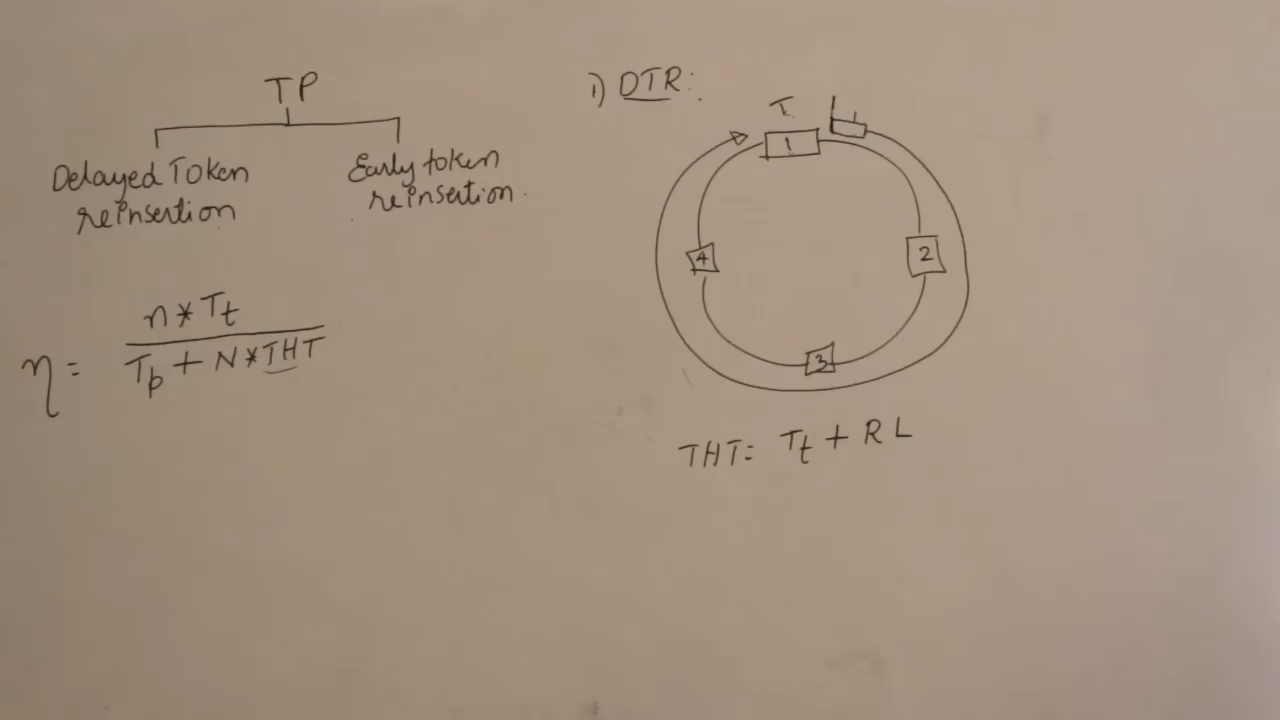 TP
Delayed Token
reinsertion
Early token
reinsertion.
η = n * Tt / Tp + N * THT
1) DTR:
T
1
2
3
4
THT = Tt + RL